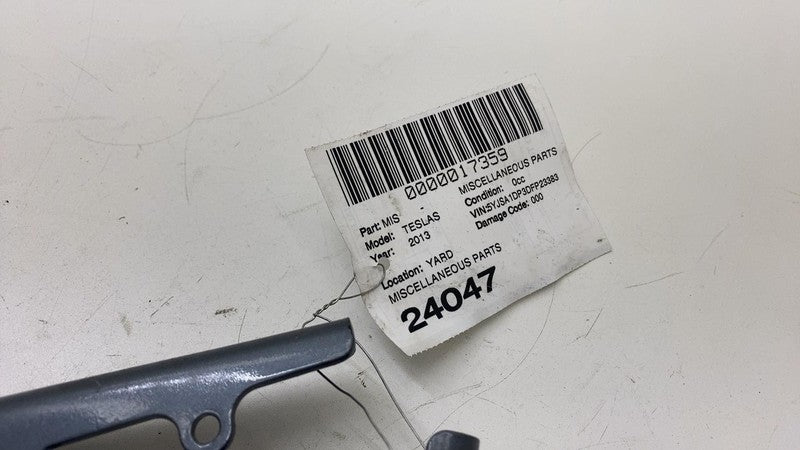 0000017359
Part: MIS - MISCELLANEOUS PARTS
Model: TESLAS Condition: 0cc
Year: 2013 VIN:5YJSA1DP3DFP23383
Damage Code: 000
Location: YARD
MISCELLANEOUS PARTS
24047